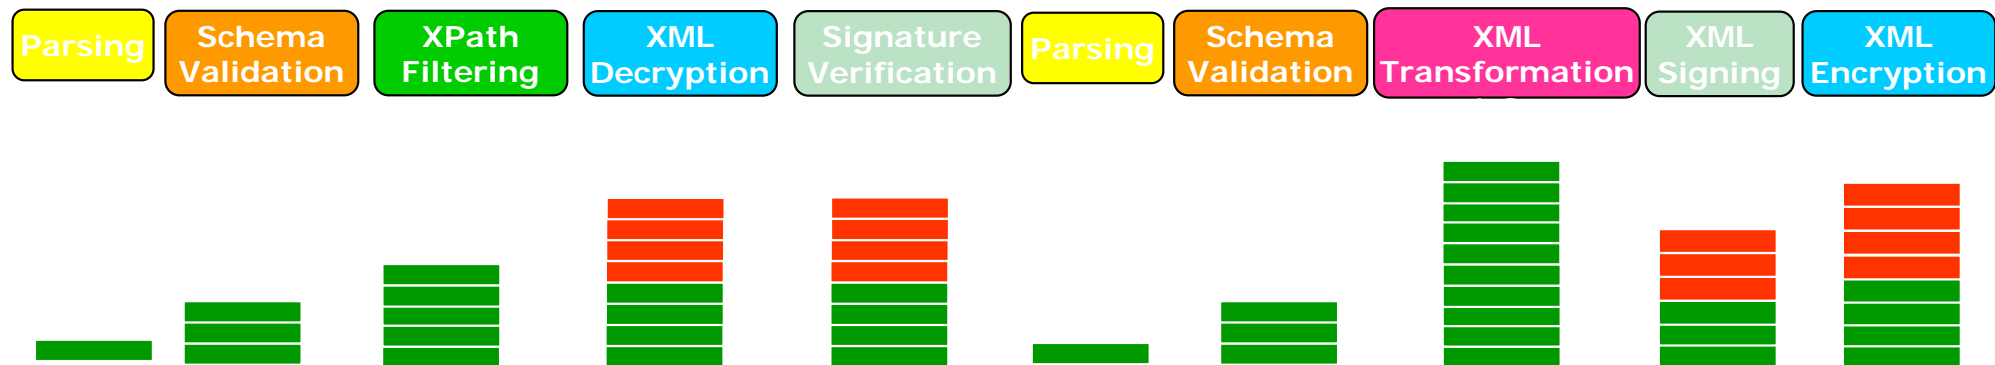 Parsing
Schema
Validation
XPath
Filtering
XML
Decryption
Signature
Verification
Parsing
Schema
Validation
XML
Transformation
XML
Signing
XML
Encryption